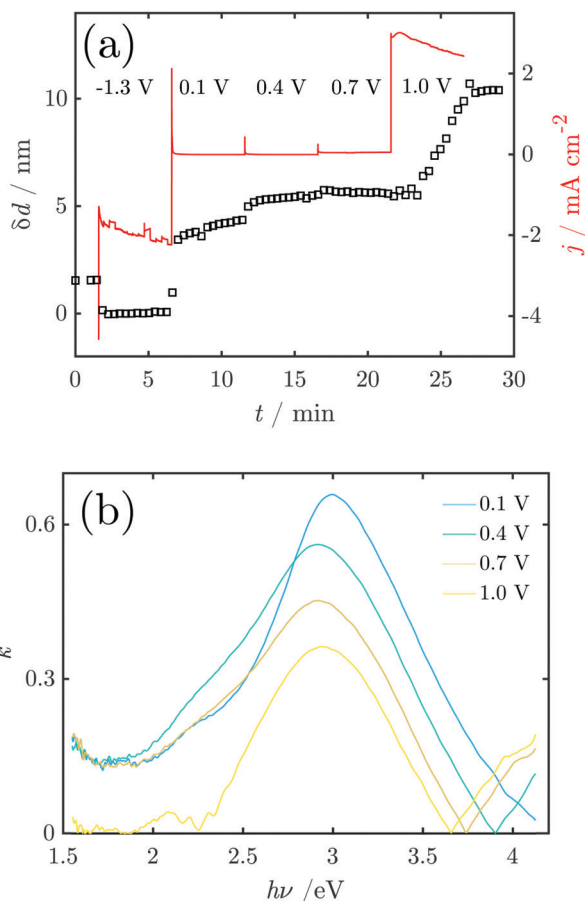 (a)
-1.3 V 0.1 V 0.4 V 0.7 V 1.0 V
10
5
0
δd / nm
2
0
-2
-4
j / mA cm-2
0 5 10 15 20 25 30
t / min
(b)
0.1 V
0.4 V
0.7 V
1.0 V
0.6
0.3
0
κ
1.5 2 2.5 3 3.5 4
hν /eV